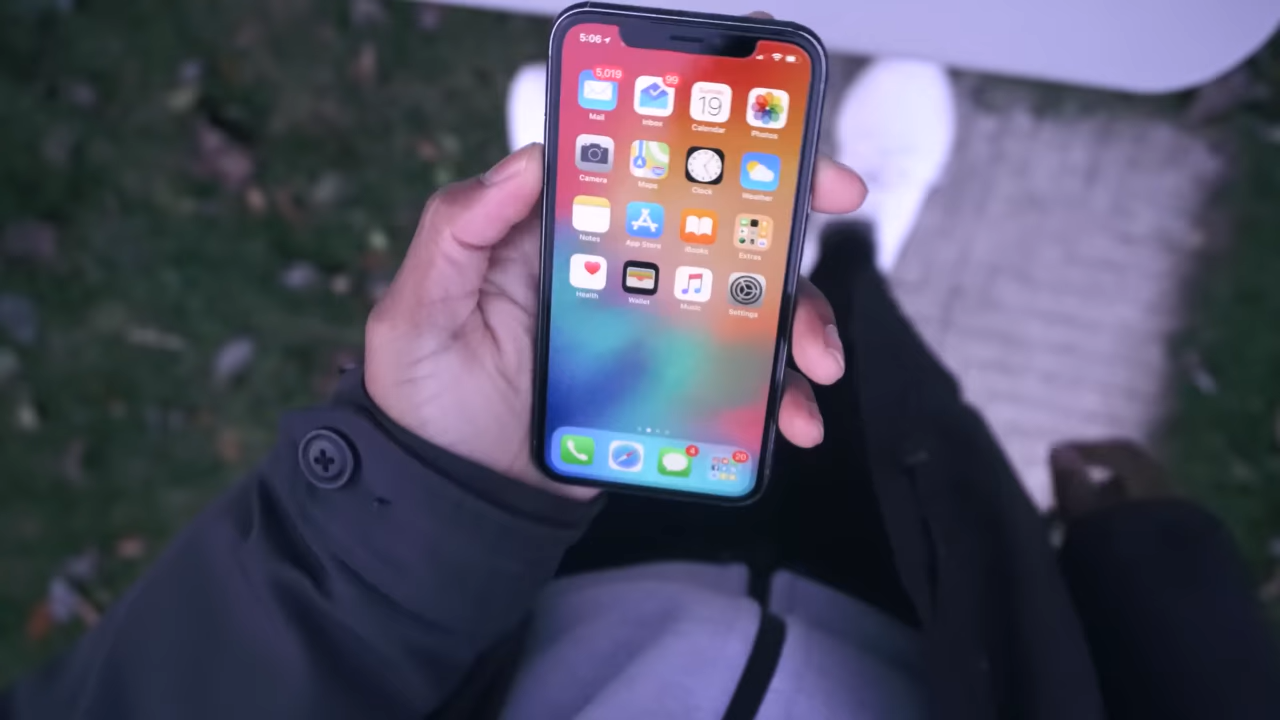 5:06
5,019
99
Mail
Inbox
Sunday
19
Calendar
Photos
Camera
Maps
Clock
Weather
Notes
App Store
iBooks
Extras
Health
Wallet
Music
Settings
4
20